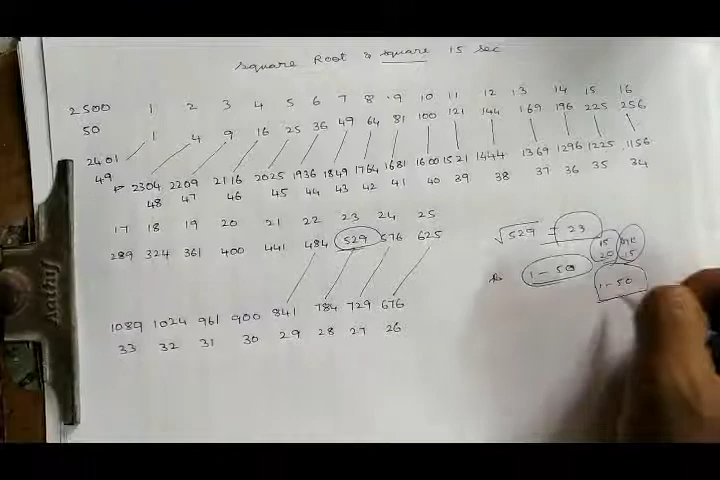 Square Root & Square 15 sec
2500 1 2 3 4 5 6 7 8 9 10 11 12 13 14 15 16
50 1 4 9 16 25 36 49 64 81 100 121 144 169 196 225 256
2401
49
2304 2209 2116 2025 1936 1849 1764 1681 1600 1521 1444 1369 1296 1225 1156
48 47 46 45 44 43 42 41 40 39 38 37 36 35 34
17 18 19 20 21 22 23 24 25
289 324 361 400 441 484 529 576 625
1089 1024 961 900 841 784 729 676
33 32 31 30 29 28 27 26
√529 = 23
15
20
15
1-50
1-50